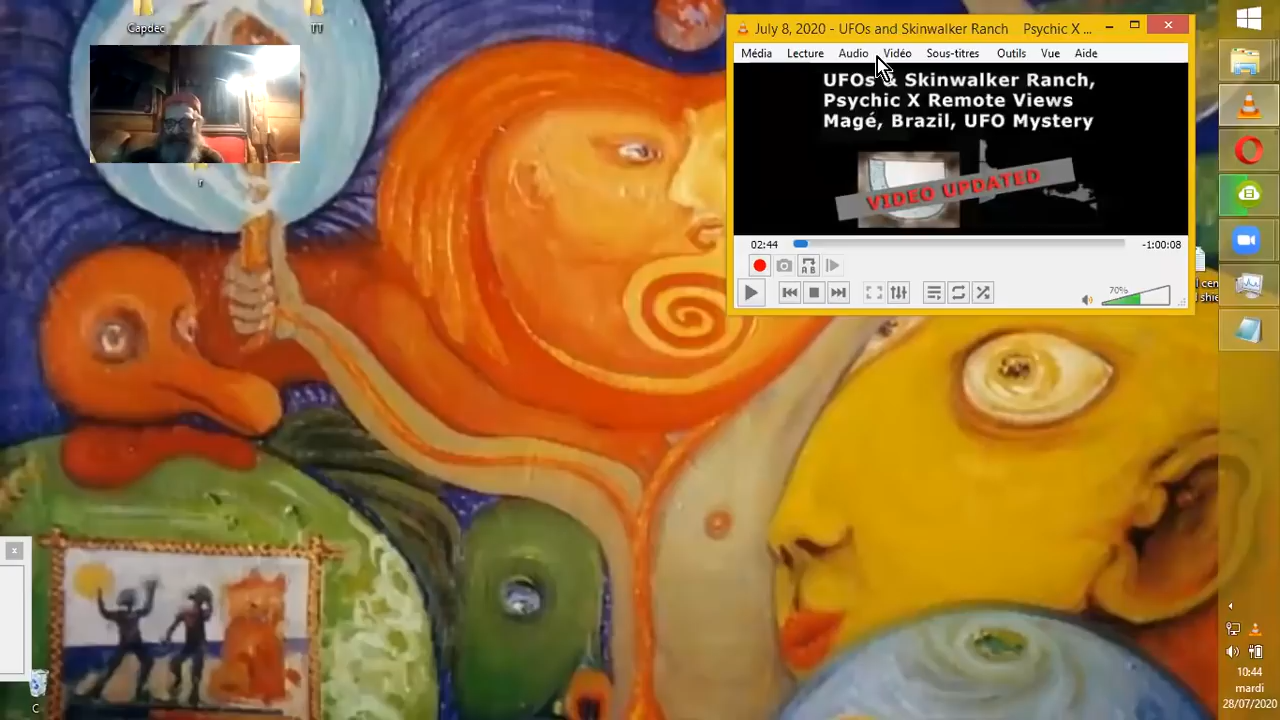 Capdec
TT
r
July 8, 2020 - UFOs and Skinwalker Ranch Psychic X ...
Média Lecture Audio Vidéo Sous-titres Outils Vue Aide
UFOs & Skinwalker Ranch,
Psychic X Remote Views
Magé, Brazil, UFO Mystery
VIDEO UPDATED
02:44
-1:00:08
A B
70%
C
10:44
mardi
28/07/2020